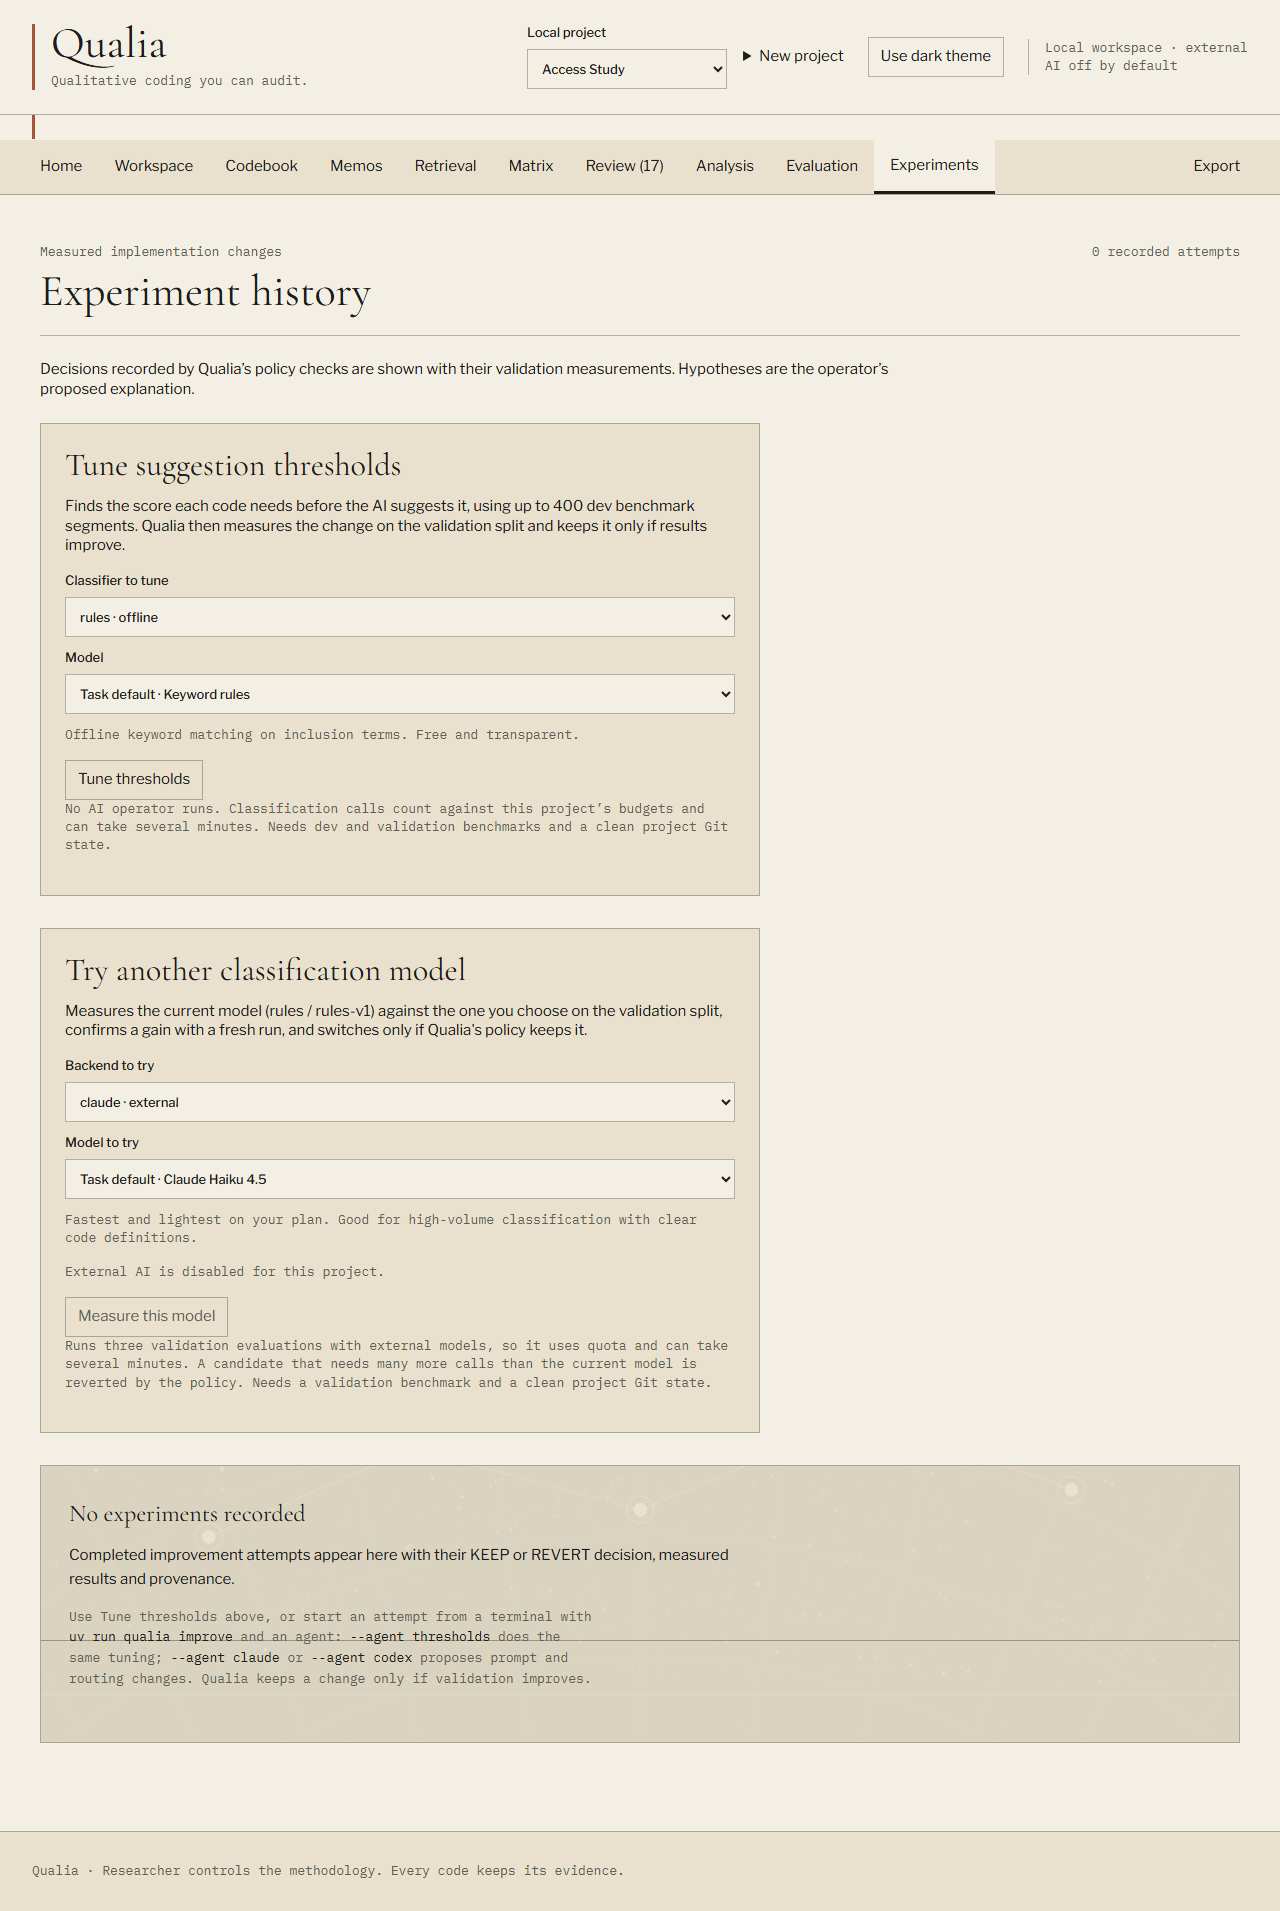 Qualia
Qualitative coding you can audit.
Local project
Access Study
New project
Use dark theme
Local workspace · external
AI off by default
Home
Workspace
Codebook
Memos
Retrieval
Matrix
Review (17)
Analysis
Evaluation
Experiments
Export
Measured implementation changes
0 recorded attempts
Experiment history
Decisions recorded by Qualia’s policy checks are shown with their validation measurements. Hypotheses are the operator’s
proposed explanation.
Tune suggestion thresholds
Finds the score each code needs before the AI suggests it, using up to 400 dev benchmark
segments. Qualia then measures the change on the validation split and keeps it only if results
improve.
Classifier to tune
rules · offline
Model
Task default · Keyword rules
Offline keyword matching on inclusion terms. Free and transparent.
Tune thresholds
No AI operator runs. Classification calls count against this project’s budgets and
can take several minutes. Needs dev and validation benchmarks and a clean project Git
state.
Try another classification model
Measures the current model (rules / rules-v1) against the one you choose on the validation split,
confirms a gain with a fresh run, and switches only if Qualia's policy keeps it.
Backend to try
claude · external
Model to try
Task default · Claude Haiku 4.5
Fastest and lightest on your plan. Good for high-volume classification with clear
code definitions.
External AI is disabled for this project.
Measure this model
Runs three validation evaluations with external models, so it uses quota and can take
several minutes. A candidate that needs many more calls than the current model is
reverted by the policy. Needs a validation benchmark and a clean project Git state.
No experiments recorded
Completed improvement attempts appear here with their KEEP or REVERT decision, measured
results and provenance.
Use Tune thresholds above, or start an attempt from a terminal with
uv run qualia improve and an agent: --agent thresholds does the
same tuning; --agent claude or --agent codex proposes prompt and
routing changes. Qualia keeps a change only if validation improves.
Qualia · Researcher controls the methodology. Every code keeps its evidence.